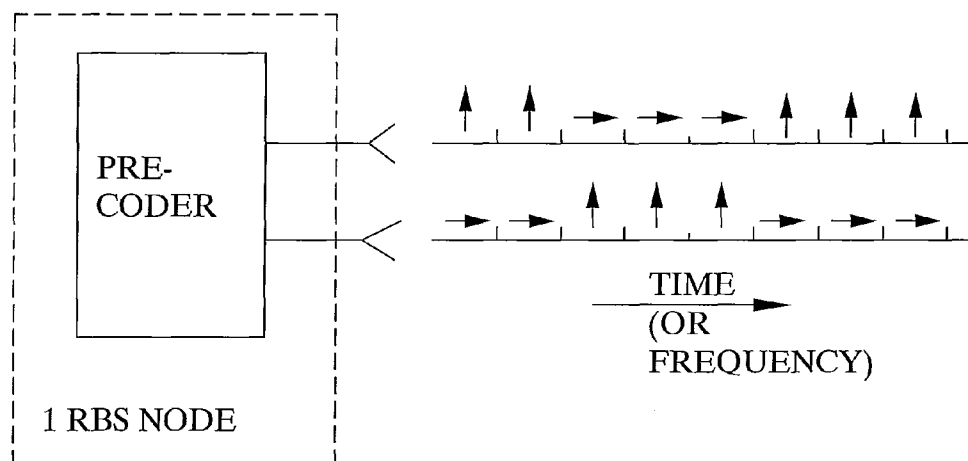 PRE-
CODER
TIME
(OR
FREQUENCY)
1 RBS NODE